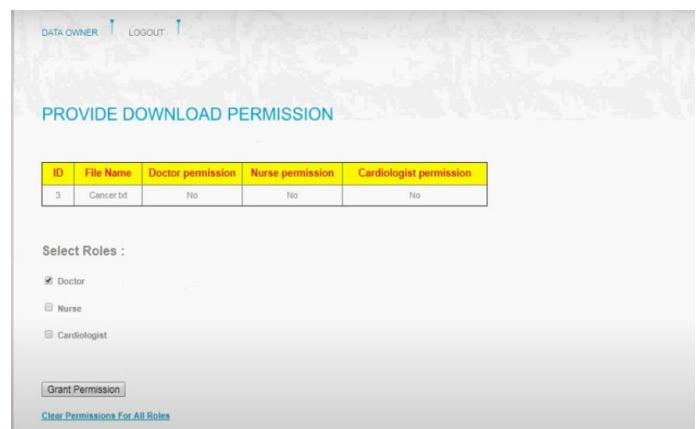 DATA OWNER LOGOUT
PROVIDE DOWNLOAD PERMISSION
ID File Name Doctor permission Nurse permission Cardiologist permission
3 Cancer.txt No No No
Select Roles :
Doctor
Nurse
Cardiologist
Grant Permission
Clear Permissions For All Roles